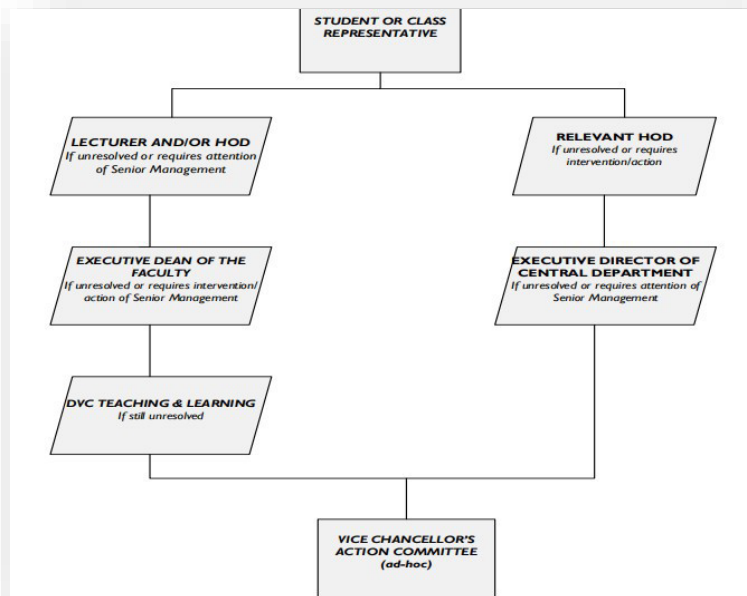 STUDENT OR CLASS
REPRESENTATIVE
LECTURER AND/OR HOD
If unresolved or requires attention
of Senior Management
RELEVANT HOD
If unresolved or requires
intervention/action
EXECUTIVE DEAN OF THE
FACULTY
If unresolved or requires intervention/
action of Senior Management
EXECUTIVE DIRECTOR OF
CENTRAL DEPARTMENT
If unresolved or requires attention of
Senior Management
DVC TEACHING & LEARNING
If still unresolved
VICE CHANCELLOR'S
ACTION COMMITTEE
(ad-hoc)